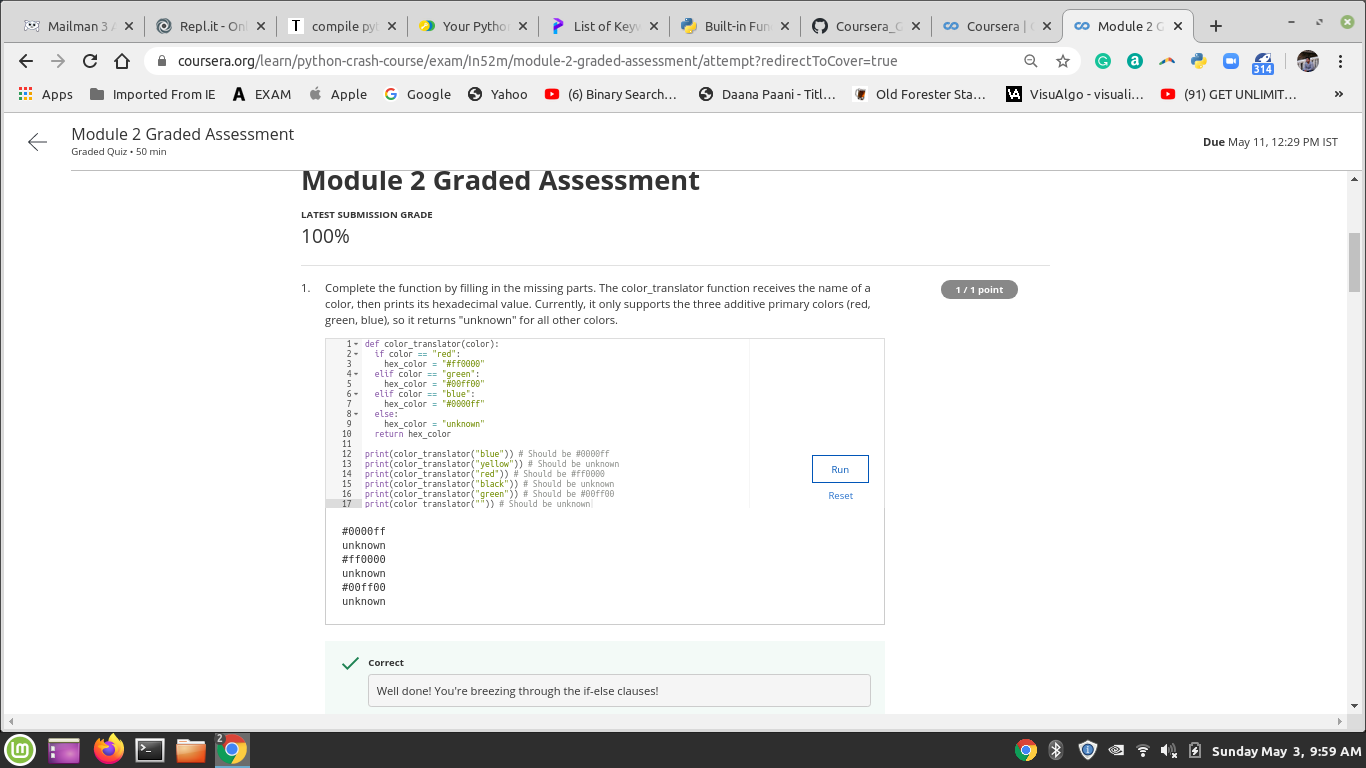 Mailman 3 A
Repl.it - Onl
compile pyt
Your Python
List of Keyw
Built-in Fun
Coursera_G
Coursera | O
Module 2 G
coursera.org/learn/python-crash-course/exam/In52m/module-2-graded-assessment/attempt?redirectToCover=true
314
Apps
Imported From IE
EXAM
Apple
Google
Yahoo
(6) Binary Search...
Daana Paani - Titl...
Old Forester Sta...
VisuAlgo - visuali...
(91) GET UNLIMIT...
»
Module 2 Graded Assessment
Graded Quiz • 50 min
Due May 11, 12:29 PM IST
Module 2 Graded Assessment
LATEST SUBMISSION GRADE
100%
1. Complete the function by filling in the missing parts. The color_translator function receives the name of a
color, then prints its hexadecimal value. Currently, it only supports the three additive primary colors (red,
green, blue), so it returns "unknown" for all other colors.
1 / 1 point
1 def color_translator(color):
2 if color == "red":
3 hex_color = "#ff0000"
4 elif color == "green":
5 hex_color = "#00ff00"
6 elif color == "blue":
7 hex_color = "#0000ff"
8 else:
9 hex_color = "unknown"
10 return hex_color
11
12 print(color_translator("blue")) # Should be #0000ff
13 print(color_translator("yellow")) # Should be unknown
14 print(color_translator("red")) # Should be #ff0000
15 print(color_translator("black")) # Should be unknown
16 print(color_translator("green")) # Should be #00ff00
17 print(color_translator("")) # Should be unknown
Run
Reset
#0000ff
unknown
#ff0000
unknown
#00ff00
unknown
Correct
Well done! You're breezing through the if-else clauses!
2
Sunday May 3, 9:59 AM